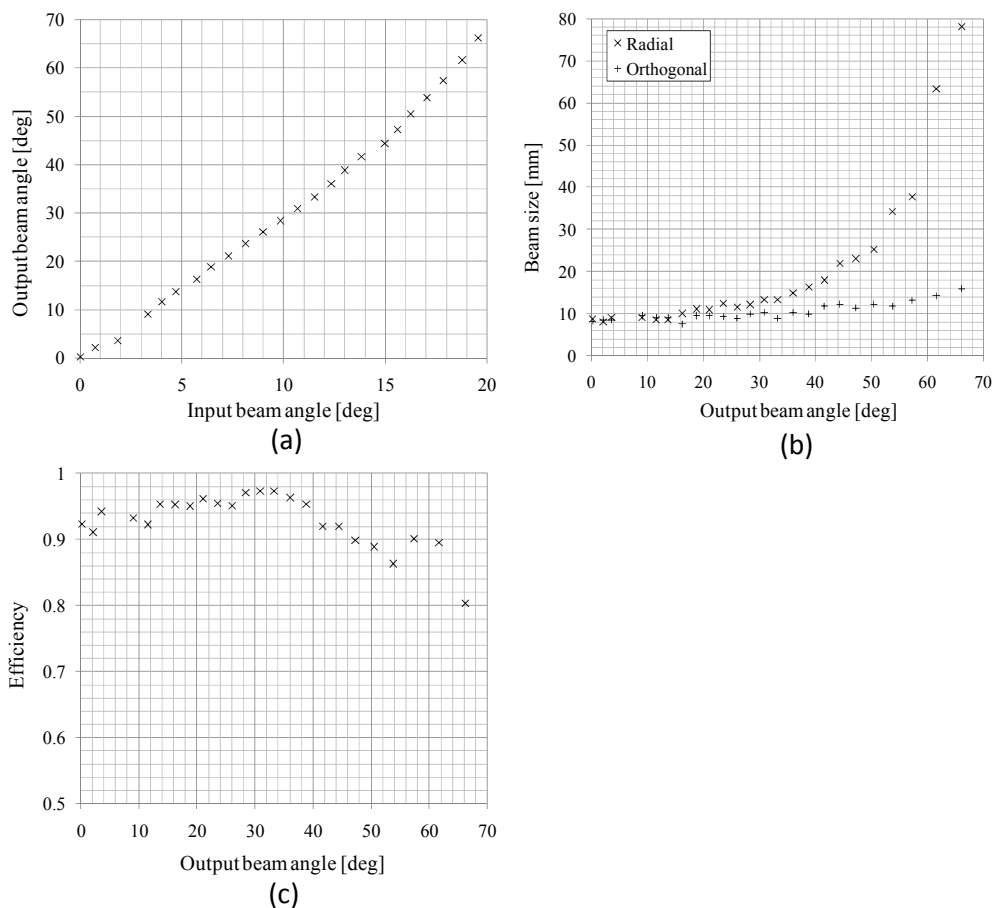 70
60
50
40
30
20
10
0
Output beam angle [deg]
0 5 10 15 20
Input beam angle [deg]
(a)
80
70
60
50
40
30
20
10
0
Beam size [mm]
× Radial
+ Orthogonal
0 10 20 30 40 50 60 70
Output beam angle [deg]
(b)
1
0.9
0.8
0.7
0.6
0.5
Efficiency
0 10 20 30 40 50 60 70
Output beam angle [deg]
(c)